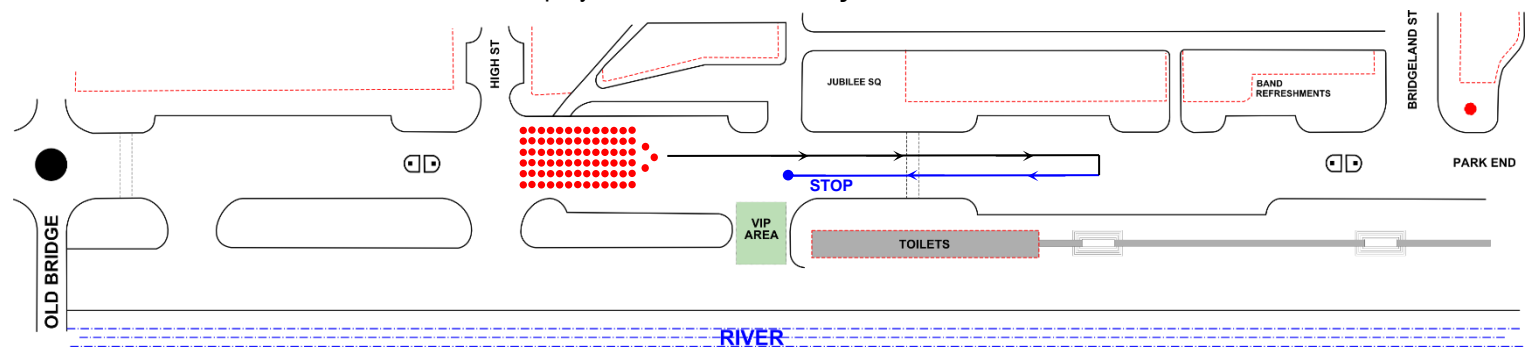 HIGH ST
BRIDGELAND ST
JUBILEE SQ
BAND
REFRESHMENTS
PARK END
STOP
OLD BRIDGE
VIP
AREA
TOILETS
RIVER